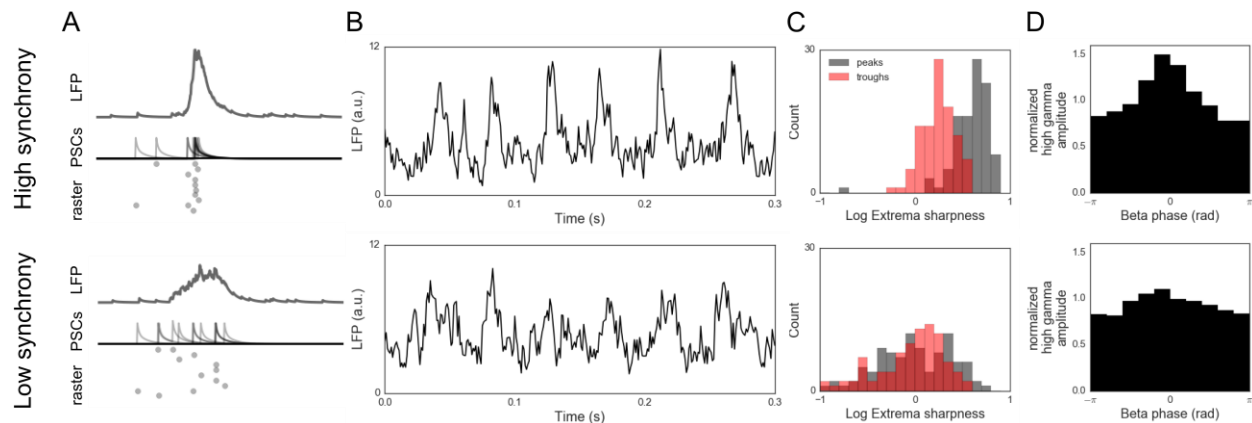 A
B
C
D
High synchrony
LFP
PSCs
raster
LFP (a.u.)
12
0
0.0
0.1
0.2
0.3
Time (s)
Count
30
0
peaks
troughs
−1
0
1
Log Extrema sharpness
normalized
high gamma
amplitude
1.5
1.0
0.5
0.0
−π
0
π
Beta phase (rad)
Low synchrony
LFP
PSCs
raster
LFP (a.u.)
12
0
0.0
0.1
0.2
0.3
Time (s)
Count
30
0
−1
0
1
Log Extrema sharpness
normalized
high gamma
amplitude
1.5
1.0
0.5
0.0
−π
0
π
Beta phase (rad)